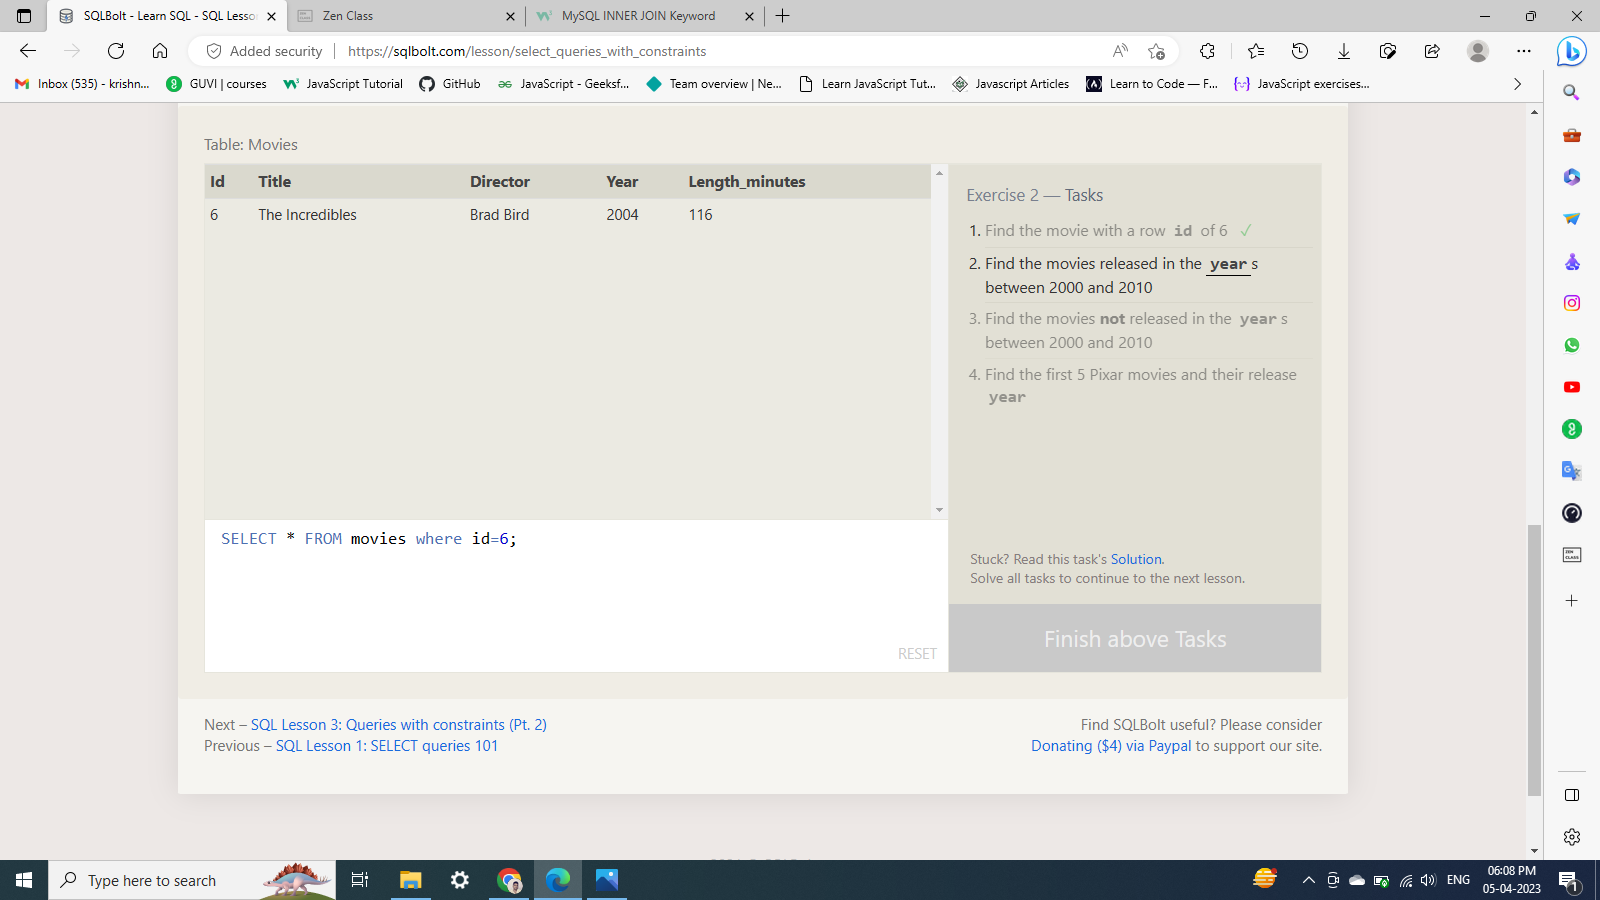 SQLBolt - Learn SQL - SQL Lesso
Zen Class
MySQL INNER JOIN Keyword
Added security
https://sqlbolt.com/lesson/select_queries_with_constraints
Inbox (535) - krishn...
GUVI | courses
JavaScript Tutorial
GitHub
JavaScript - Geeksf...
Team overview | Ne...
Learn JavaScript Tut...
Javascript Articles
Learn to Code — F...
JavaScript exercises...
Table: Movies
Id Title Director Year Length_minutes
6 The Incredibles Brad Bird 2004 116
Exercise 2 — Tasks
1. Find the movie with a row id of 6 ✓
2. Find the movies released in the years
between 2000 and 2010
3. Find the movies not released in the years
between 2000 and 2010
4. Find the first 5 Pixar movies and their release
year
SELECT * FROM movies where id=6;
RESET
Stuck? Read this task's Solution.
Solve all tasks to continue to the next lesson.
Finish above Tasks
Next – SQL Lesson 3: Queries with constraints (Pt. 2)
Previous – SQL Lesson 1: SELECT queries 101
Find SQLBolt useful? Please consider
Donating ($4) via Paypal to support our site.
Type here to search
ENG
06:08 PM
05-04-2023
1